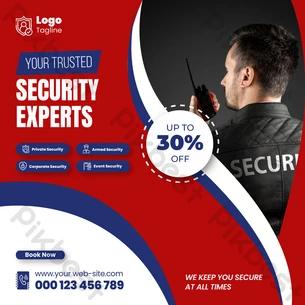 Logo
Tagline
YOUR TRUSTED
SECURITY
EXPERTS
Private Security
Armed Security
Corporate Security
Event Security
UP TO
30%
OFF
SECURI
Book Now
www.your-web-site.com
000 123 456 789
WE KEEP YOU SECURE
AT ALL TIMES